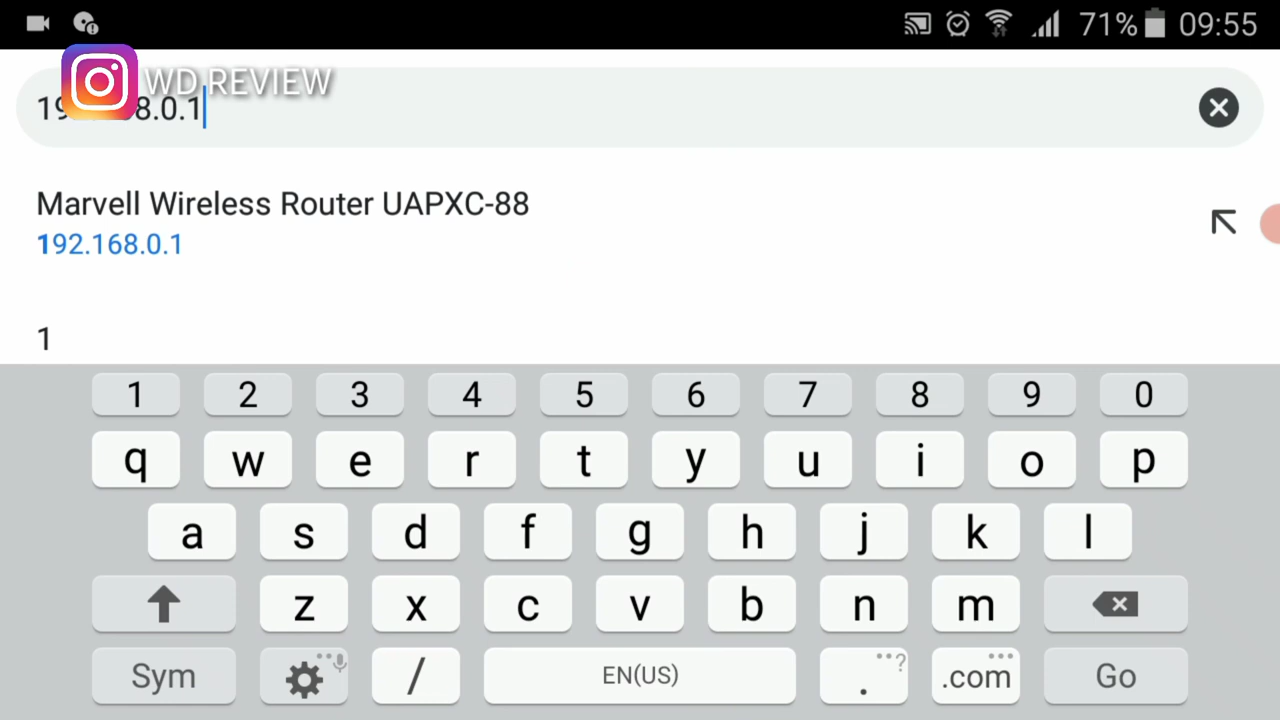 71% 09:55
WD REVIEW
19 8.0.1
Marvell Wireless Router UAPXC-88
192.168.0.1
1
1 2 3 4 5 6 7 8 9 0
q w e r t y u i o p
a s d f g h j k l
z x c v b n m
Sym / EN(US) . ? .com Go